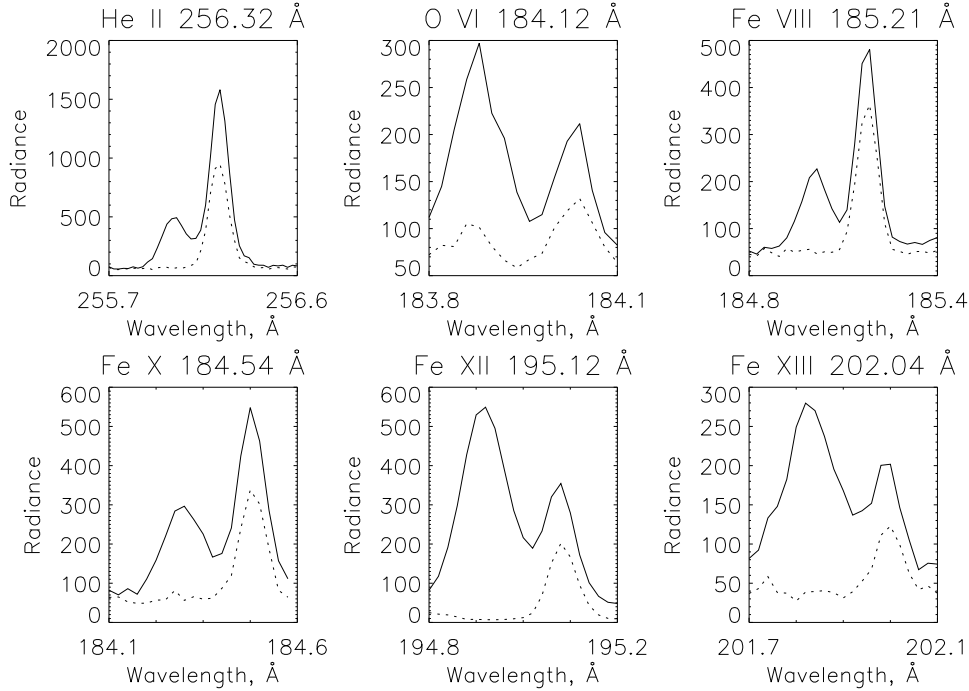 He II 256.32 Å
2000
1500
1000
500
0
Radiance
255.7 256.6
Wavelength, Å
O VI 184.12 Å
300
250
200
150
100
50
Radiance
183.8 184.1
Wavelength, Å
Fe VIII 185.21 Å
500
400
300
200
100
0
Radiance
184.8 185.4
Wavelength, Å
Fe X 184.54 Å
600
500
400
300
200
100
0
Radiance
184.1 184.6
Wavelength, Å
Fe XII 195.12 Å
600
500
400
300
200
100
0
Radiance
194.8 195.2
Wavelength, Å
Fe XIII 202.04 Å
300
250
200
150
100
50
0
Radiance
201.7 202.1
Wavelength, Å